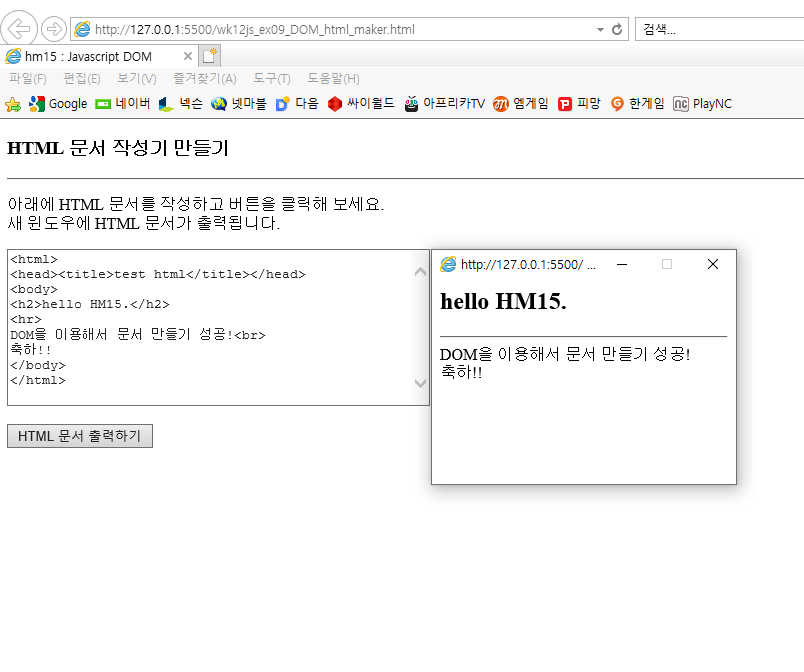 http://127.0.0.1:5500/wk12js_ex09_DOM_html_maker.html
검색...
hm15 : Javascript DOM
파일(F) 편집(E) 보기(V) 즐겨찾기(A) 도구(T) 도움말(H)
Google 네이버 넥슨 넷마블 다음 싸이월드 아프리카TV 엠게임 피망 한게임 PlayNC
HTML 문서 작성기 만들기
아래에 HTML 문서를 작성하고 버튼을 클릭해 보세요.
새 윈도우에 HTML 문서가 출력됩니다.
<html>
<head><title>test html</title></head>
<body>
<h2>hello HM15.</h2>
<hr>
DOM을 이용해서 문서 만들기 성공!<br>
축하!!
</body>
</html>
HTML 문서 출력하기
http://127.0.0.1:5500/ ...
hello HM15.
DOM을 이용해서 문서 만들기 성공!
축하!!